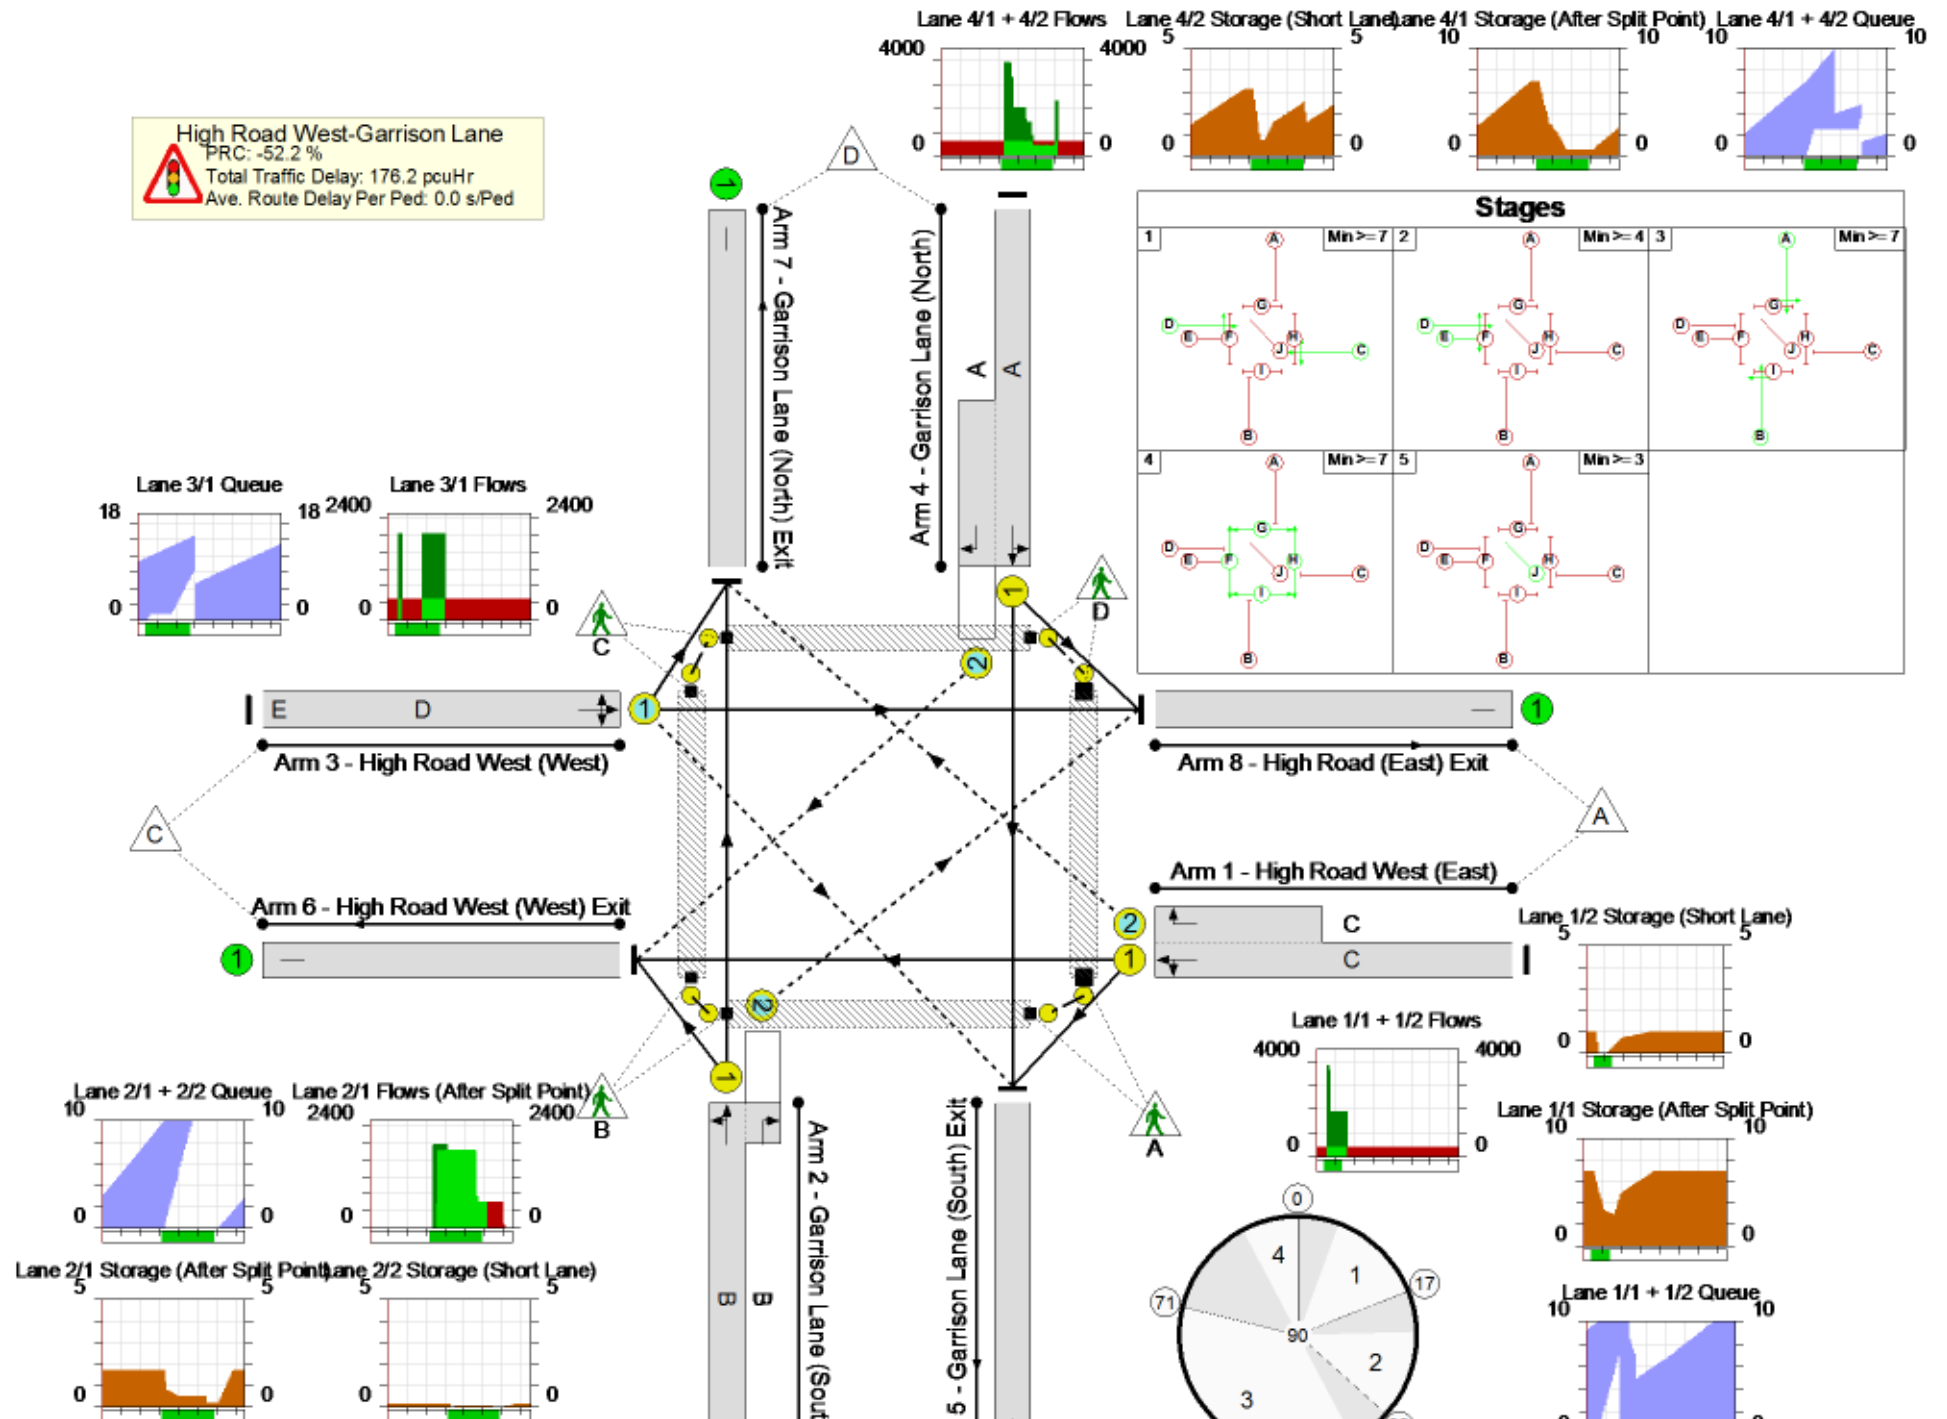 Lane 4/1 + 4/2 Flows
4000
4000
0
0
Lane 4/2 Storage (Short Lane)
5
5
0
0
Lane 4/1 Storage (After Split Point)
10
10
0
0
Lane 4/1 + 4/2 Queue
10
10
0
0
High Road West-Garrison Lane
PRC: -52.2 %
Total Traffic Delay: 176.2 pcuHr
Ave. Route Delay Per Ped: 0.0 s/Ped
D
1
Arm 7 - Garrison Lane (North) Exit
Arm 4 - Garrison Lane (North)
A
A
Stages
1
Min >= 7
A
G
D
E
F
H
J
C
I
B
2
Min >= 4
A
G
D
E
F
H
J
C
I
B
3
Min >= 7
A
G
D
E
F
H
J
C
I
B
4
Min >= 7
A
G
D
E
F
H
J
C
I
B
5
Min >= 3
A
G
D
E
F
H
J
C
I
B
Lane 3/1 Queue
18
18
0
0
Lane 3/1 Flows
2400
2400
0
0
C
1
D
2
E
D
1
1
Arm 3 - High Road West (West)
Arm 8 - High Road (East) Exit
C
A
Arm 6 - High Road West (West) Exit
1
Arm 1 - High Road West (East)
2
C
1
C
Lane 1/2 Storage (Short Lane)
5
5
0
0
2
1
Lane 1/1 + 1/2 Flows
4000
4000
0
0
Lane 2/1 + 2/2 Queue
10
10
0
0
Lane 2/1 Flows (After Split Point)
2400
2400
0
0
B
A
Lane 1/1 Storage (After Split Point)
10
10
0
0
Arm 2 - Garrison Lane (Sout
5 - Garrison Lane (South) Exit
B
B
Lane 2/1 Storage (After Split Point)
5
5
0
0
Lane 2/2 Storage (Short Lane)
5
5
0
0
0
4
1
17
71
90
2
3
Lane 1/1 + 1/2 Queue
10
10